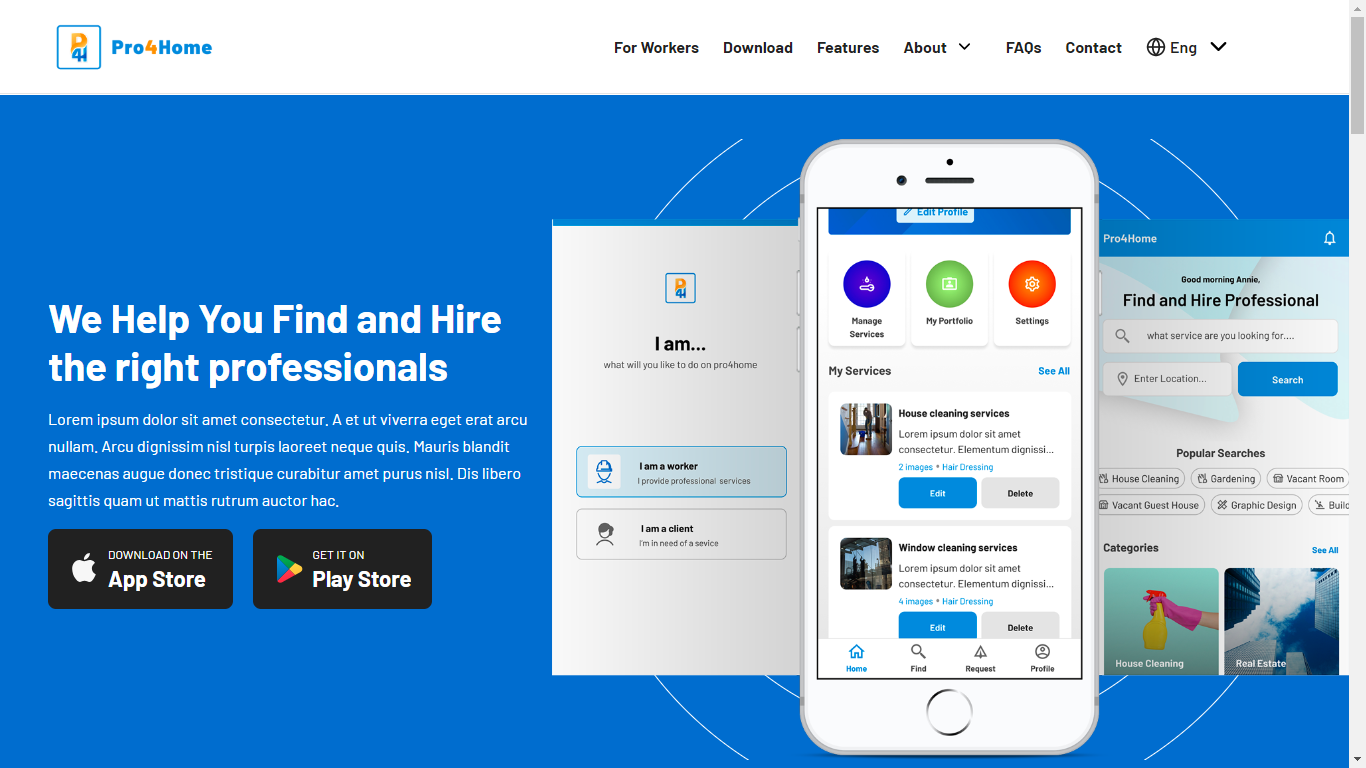 P4H Pro4Home
For Workers Download Features About FAQs Contact Eng
We Help You Find and Hire
the right professionals
Lorem ipsum dolor sit amet consectetur. A et ut viverra eget erat arcu
nullam. Arcu dignissim nisl turpis laoreet neque quis. Mauris blandit
maecenas augue donec tristique curabitur amet purus nisl. Dis libero
sagittis quam ut mattis rutrum auctor hac.
DOWNLOAD ON THE
App Store
GET IT ON
Play Store
P4H
I am...
what will you like to do on pro4home
I am a worker
I provide professional services
I am a client
I'm in need of a sevice
Edit Profile
Manage
Services
My Portfolio
Settings
My Services See All
House cleaning services
Lorem ipsum dolor sit amet
consectetur. Elementum dignissi...
2 images • Hair Dressing
Edit Delete
Window cleaning services
Lorem ipsum dolor sit amet
consectetur. Elementum dignissi...
4 images • Hair Dressing
Edit Delete
Home Find Request Profile
Pro4Home
Good morning Annie,
Find and Hire Professional
what service are you looking for....
Enter Location... Search
Popular Searches
House Cleaning Gardening Vacant Room
Vacant Guest House Graphic Design Buil
Categories See All
House Cleaning Real Estate